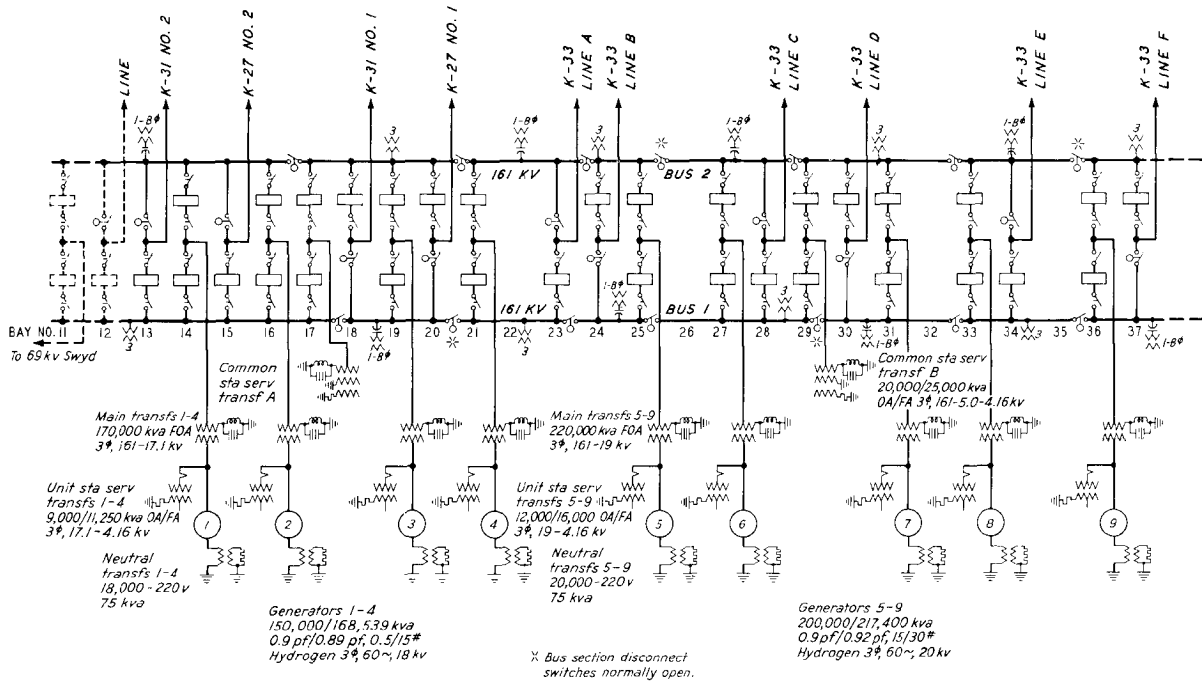 LINE
K-31 NO. 2
K-27 NO. 2
K-31 NO. 1
K-27 NO. 1
K-33
LINE A
K-33
LINE B
K-33
LINE C
K-33
LINE D
K-33
LINE E
K-33
LINE F
1-Bϕ
3
1-Bϕ
3
1-Bϕ
3
1-Bϕ
3
161 KV
BUS 2
161 KV
BUS 1
1-Bϕ
3
BAY NO. 11 12 13 14 15 16 17 18 19 20 21 22 23 24 25 26 27 28 29 30 31 32 33 34 35 36 37
3
1-Bϕ
3
1-Bϕ
3
1-Bϕ
To 69 kv Swyd
Common
sta serv
transf A
Common sta serv
transf B
20,000/25,000 kva
OA/FA 3ϕ, 161-5.0-4.16 kv
Main transfs 1-4
170,000 kva FOA
3ϕ, 161-17.1 kv
Main transfs 5-9
220,000 kva FOA
3ϕ, 161-19 kv
Unit sta serv
transfs 1-4
9,000/11,250 kva OA/FA
3ϕ, 17.1-4.16 kv
Unit sta serv
transfs 5-9
12,000/16,000 OA/FA
3ϕ, 19-4.16 kv
1 2 3 4 5 6 7 8 9
Neutral
transfs 1-4
18,000-220 v
75 kva
Neutral
transfs 5-9
20,000-220 v
75 kva
Generators 1-4
150,000/168,539 kva
0.9 pf/0.89 pf, 0.5/15#
Hydrogen 3ϕ, 60~, 18 kv
Generators 5-9
200,000/217,400 kva
0.9 pf/0.92 pf, 15/30#
Hydrogen 3ϕ, 60~, 20 kv
※ Bus section disconnect
switches normally open.